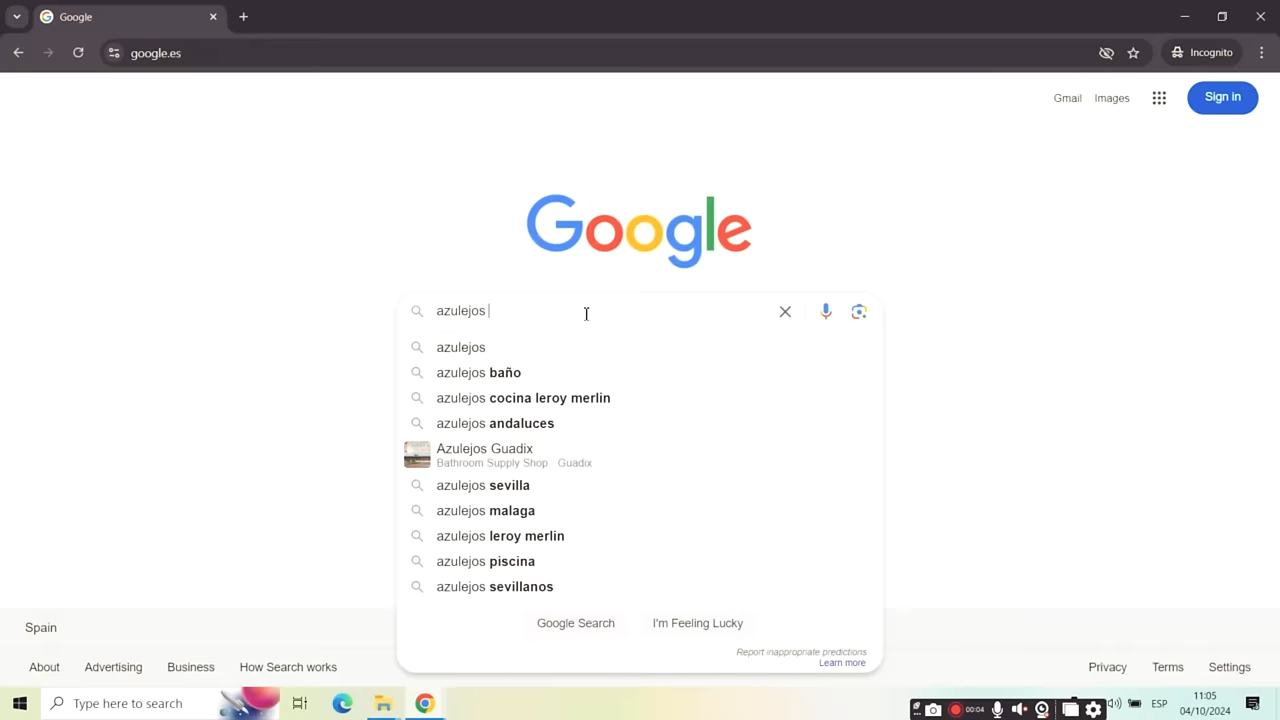 Google
google.es
Incognito
Gmail
Images
Sign in
Google
azulejos
azulejos
azulejos baño
azulejos cocina leroy merlin
azulejos andaluces
Azulejos Guadix
Bathroom Supply Shop Guadix
azulejos sevilla
azulejos malaga
azulejos leroy merlin
azulejos piscina
azulejos sevillanos
Google Search
I'm Feeling Lucky
Report inappropriate predictions
Learn more
Spain
About
Advertising
Business
How Search works
Privacy
Terms
Settings
Type here to search
00:04
ESP
11:05
04/10/2024